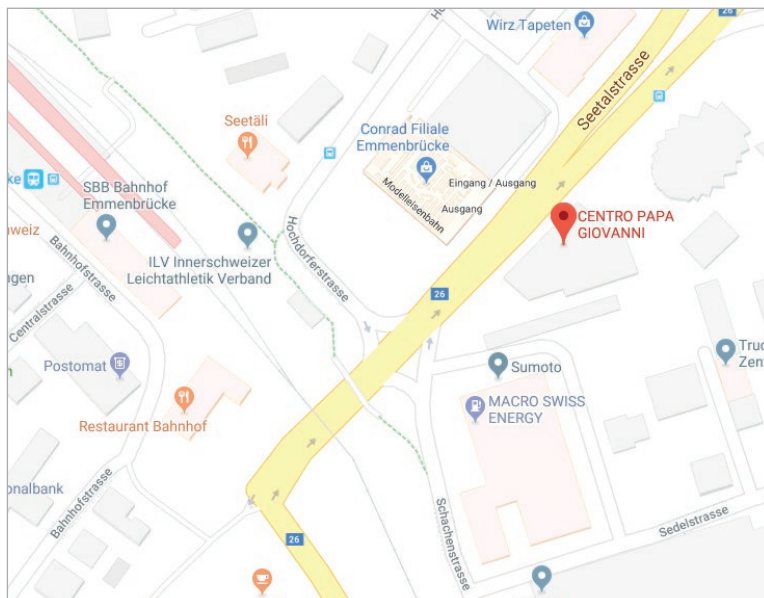 26
Wirz Tapeten
Seetalstrasse
Seetäli
Conrad Filiale
Emmenbrücke
Eingang / Ausgang
Ausgang
Modelleisenbahn
SBB Bahnhof
Emmenbrücke
CENTRO PAPA
GIOVANNI
ILV Innerschweizer
Leichtathletik Verband
Hochdorferstrasse
Bahnhofstrasse
Centralstrasse
26
Postomat
Sumoto
MACRO SWISS
ENERGY
Restaurant Bahnhof
Bahnhofstrasse
Schachenstrasse
Sedelstrasse
26